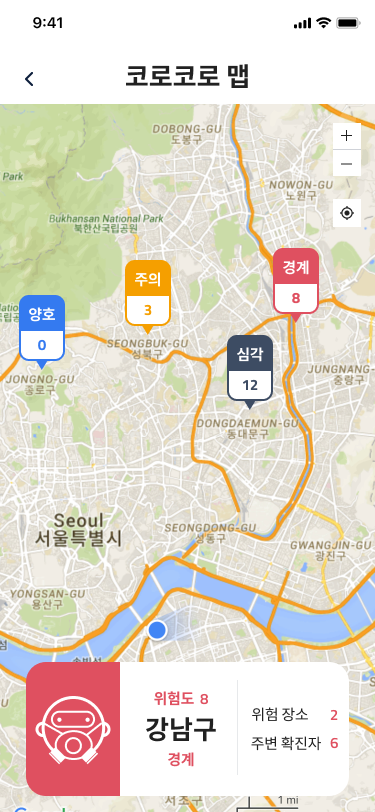 9:41
코로코로 맵
DOBONG-GU
도봉구
Park
NOWON-GU
노원구
Bukhansan National Park
북한산국립공원
경계
8
주의
3
양호
0
심각
12
SEONGBUK-GU
성북구
JONGNO-GU
종로구
JUNGNANG-
중랑구
DONGDAEMUN-GU
동대문구
Seoul
서울특별시
SEONGDONG-GU
성동구
GWANGJIN-GU
광진구
YONGSAN-GU
용산구
위험도 8
강남구
경계
위험 장소 2
주변 확진자 6
서초구
1 mi